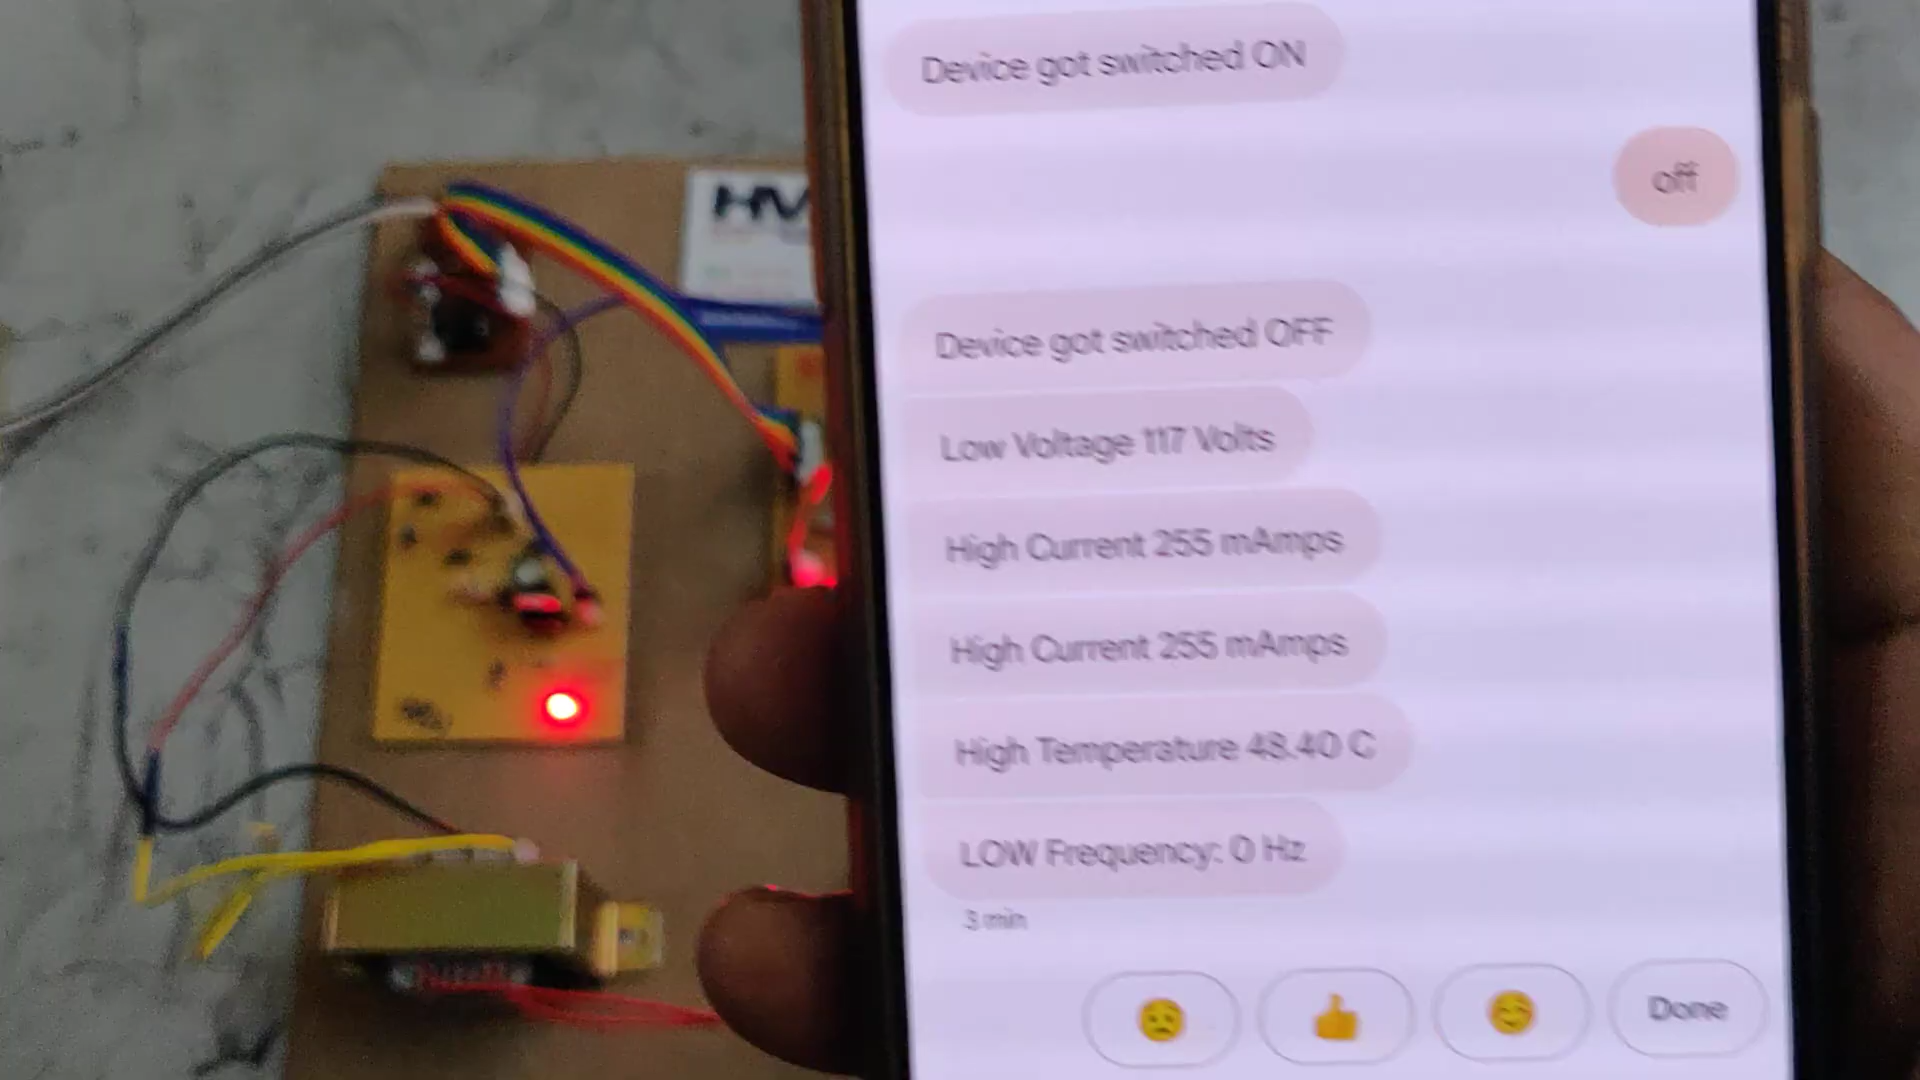 Device got switched ON
off
Device got switched OFF
Low Voltage 117 Volts
High Current 255 mAmps
High Current 255 mAmps
High Temperature 48.40 C
LOW Frequency: 0 Hz
3 min
Done
HV